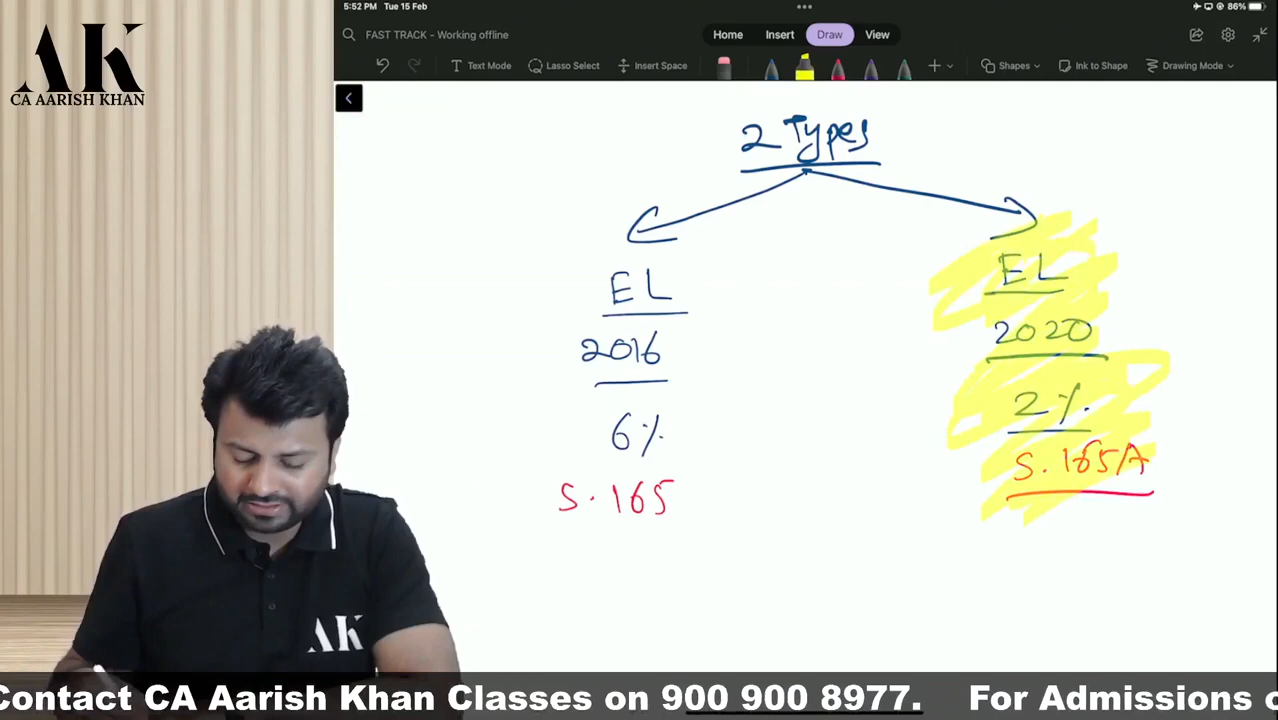 5:52 PM Tue 15 Feb
86%
AK
CA AARISH KHAN
FAST TRACK - Working offline
Home Insert Draw View
Text Mode Lasso Select Insert Space Shapes Ink to Shape Drawing Mode
2 Types
EL
2016
6%
S. 165
EL
2020
2%.
S. 165A
AK
Contact CA Aarish Khan Classes on 900 900 8977. For Admissions